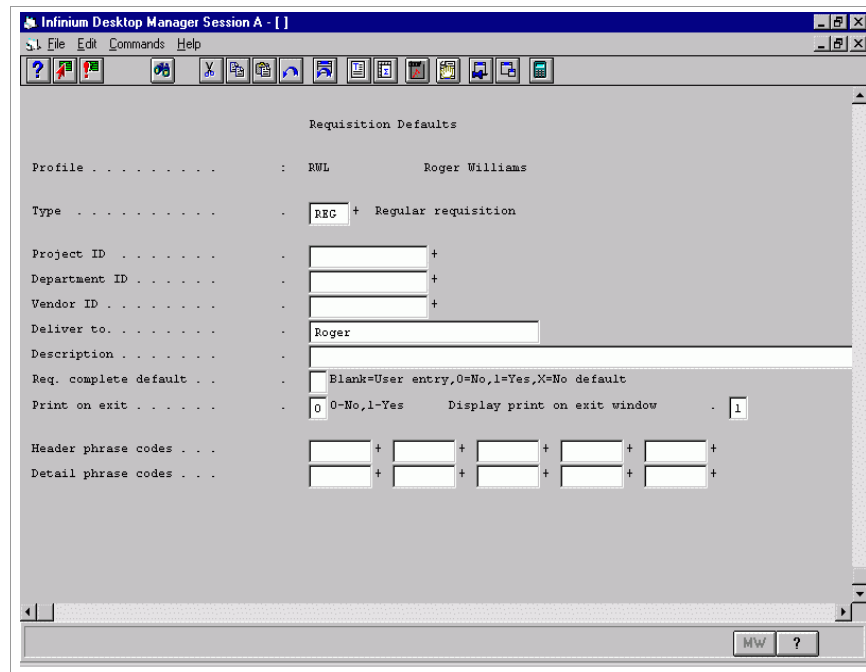 Infinium Desktop Manager Session A - [ ]
File Edit Commands Help
Requisition Defaults
Profile . . . . . . . . . : RWL Roger Williams
Type . . . . . . . . . . . REG + Regular requisition
Project ID . . . . . . . . +
Department ID . . . . . . . +
Vendor ID . . . . . . . . . +
Deliver to. . . . . . . . . Roger
Description . . . . . . . .
Req. complete default . . . Blank=User entry,0=No,1=Yes,X=No default
Print on exit . . . . . . . 0 0-No,1-Yes Display print on exit window . 1
Header phrase codes . . . + + + + +
Detail phrase codes . . . + + + + +
MW ?